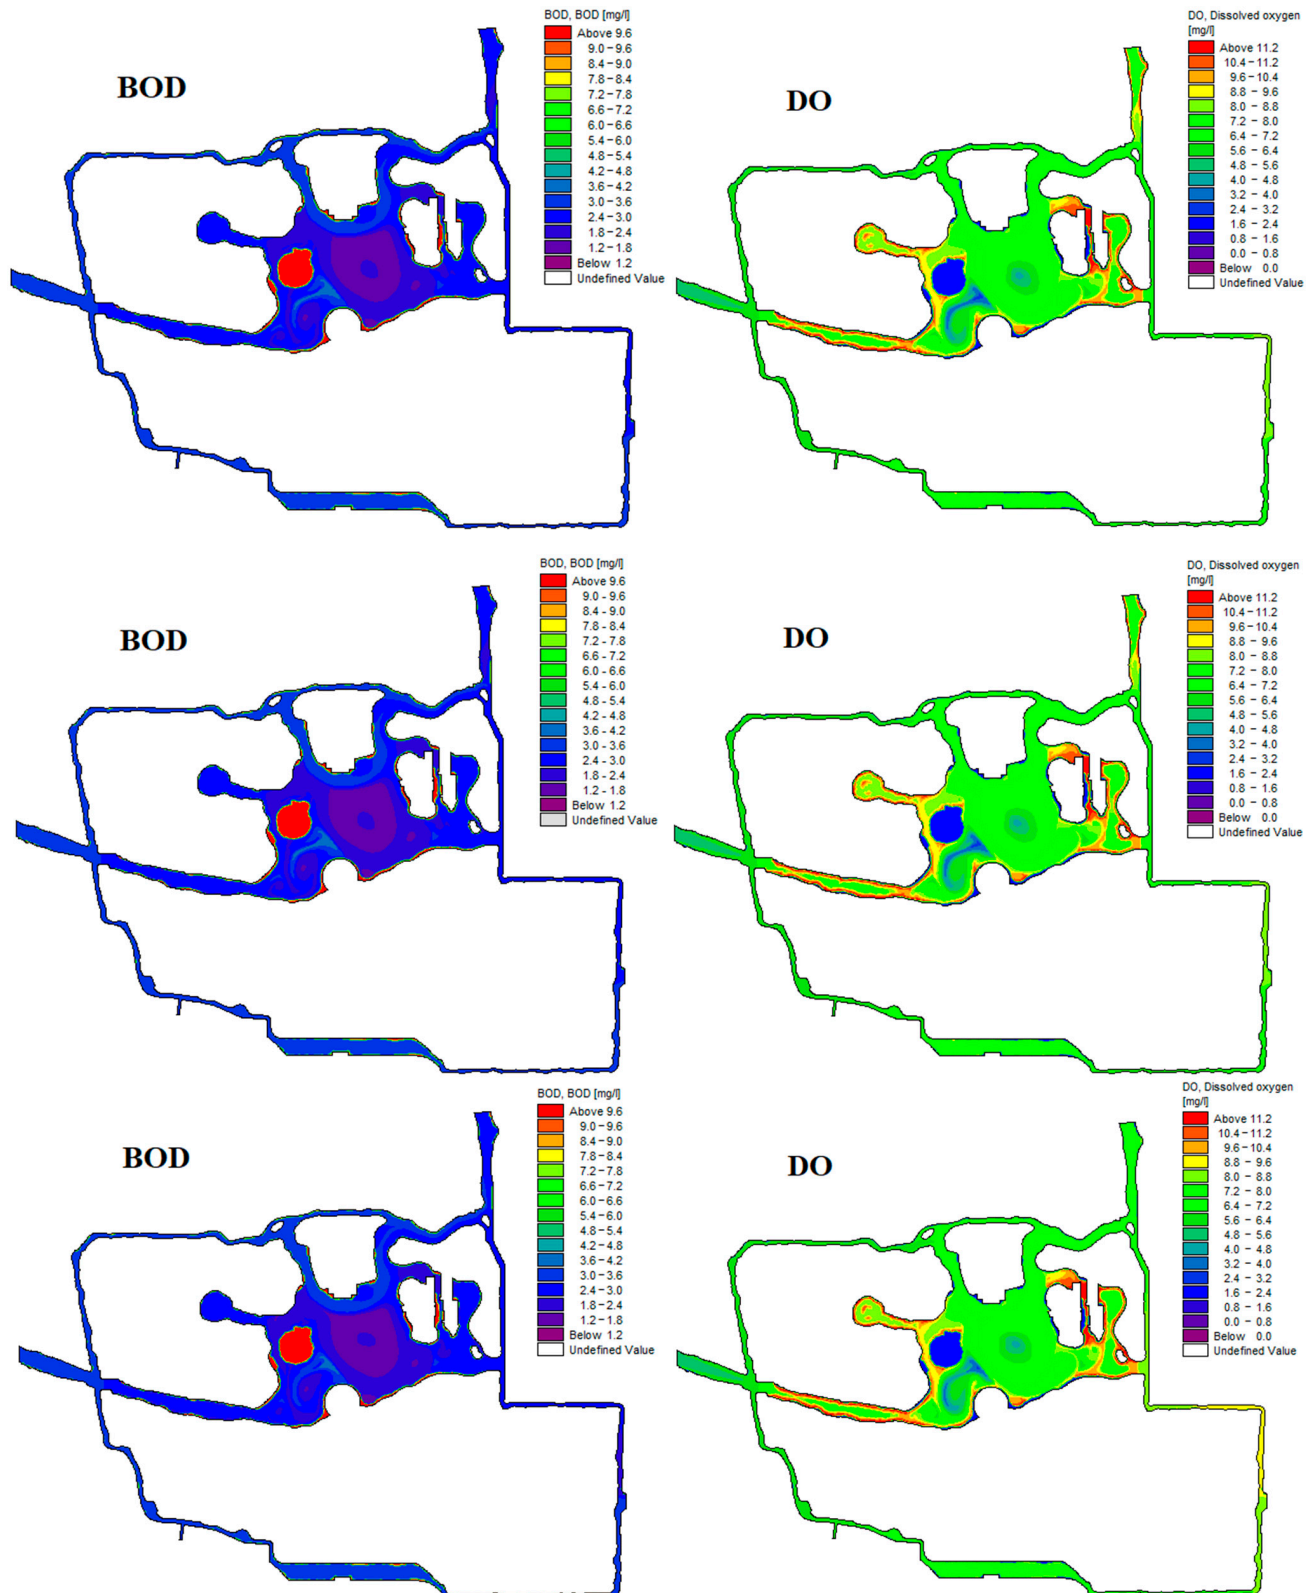 BOD, BOD [mg/l]
Above 9.6
9.0 - 9.6
8.4 - 9.0
7.8 - 8.4
7.2 - 7.8
6.6 - 7.2
6.0 - 6.6
5.4 - 6.0
4.8 - 5.4
4.2 - 4.8
3.6 - 4.2
3.0 - 3.6
2.4 - 3.0
1.8 - 2.4
1.2 - 1.8
Below 1.2
Undefined Value
BOD
DO, Dissolved oxygen
[mg/l]
Above 11.2
10.4 - 11.2
9.6 - 10.4
8.8 - 9.6
8.0 - 8.8
7.2 - 8.0
6.4 - 7.2
5.6 - 6.4
4.8 - 5.6
4.0 - 4.8
3.2 - 4.0
2.4 - 3.2
1.6 - 2.4
0.8 - 1.6
0.0 - 0.8
Below 0.0
Undefined Value
DO
BOD, BOD [mg/l]
Above 9.6
9.0 - 9.6
8.4 - 9.0
7.8 - 8.4
7.2 - 7.8
6.6 - 7.2
6.0 - 6.6
5.4 - 6.0
4.8 - 5.4
4.2 - 4.8
3.6 - 4.2
3.0 - 3.6
2.4 - 3.0
1.8 - 2.4
1.2 - 1.8
Below 1.2
Undefined Value
BOD
DO, Dissolved oxygen
[mg/l]
Above 11.2
10.4 - 11.2
9.6 - 10.4
8.8 - 9.6
8.0 - 8.8
7.2 - 8.0
6.4 - 7.2
5.6 - 6.4
4.8 - 5.6
4.0 - 4.8
3.2 - 4.0
2.4 - 3.2
1.6 - 2.4
0.8 - 1.6
0.0 - 0.8
Below 0.0
Undefined Value
DO
BOD, BOD [mg/l]
Above 9.6
9.0 - 9.6
8.4 - 9.0
7.8 - 8.4
7.2 - 7.8
6.6 - 7.2
6.0 - 6.6
5.4 - 6.0
4.8 - 5.4
4.2 - 4.8
3.6 - 4.2
3.0 - 3.6
2.4 - 3.0
1.8 - 2.4
1.2 - 1.8
Below 1.2
Undefined Value
BOD
DO, Dissolved oxygen
[mg/l]
Above 11.2
10.4 - 11.2
9.6 - 10.4
8.8 - 9.6
8.0 - 8.8
7.2 - 8.0
6.4 - 7.2
5.6 - 6.4
4.8 - 5.6
4.0 - 4.8
3.2 - 4.0
2.4 - 3.2
1.6 - 2.4
0.8 - 1.6
0.0 - 0.8
Below 0.0
Undefined Value
DO